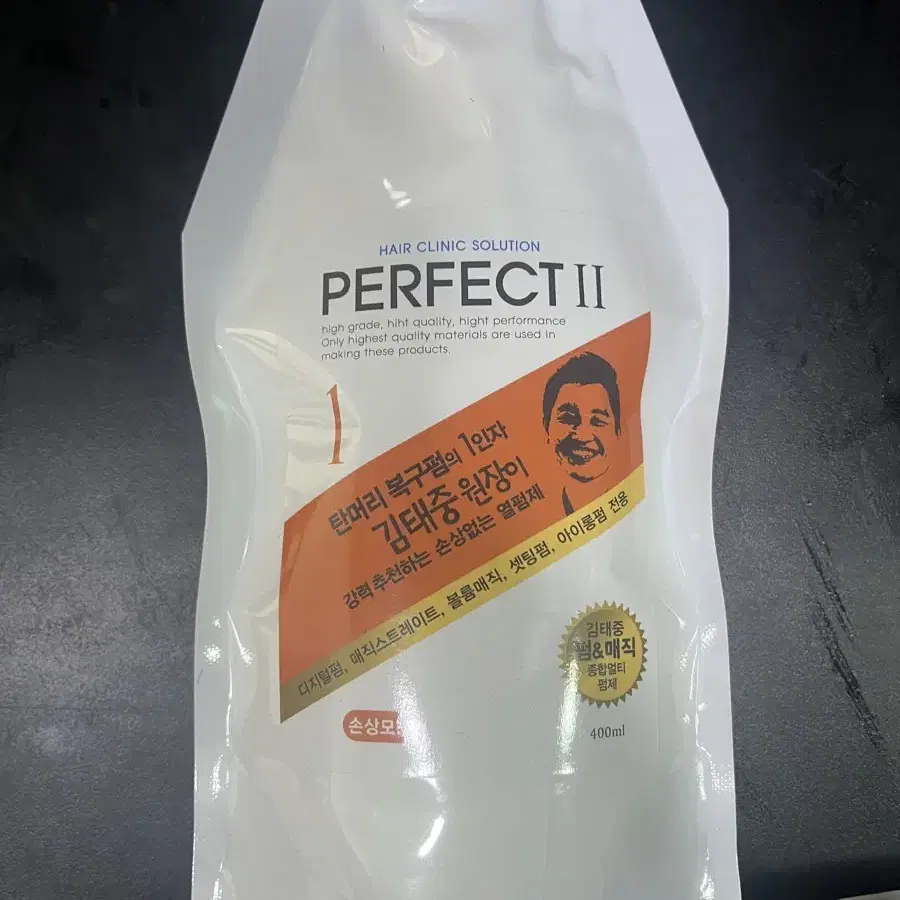 HAIR CLINIC SOLUTION
PERFECT II
high grade, hiht quality, hight performance
Only highest quality materials are used in
making these products.
1
탄머리 복구펌의 1인자
김태중 원장이
강력 추천하는 손상없는 열펌제
디지털펌, 매직스트레이트, 볼륨매직, 셋팅펌, 아이롱펌 전용
김태중
펌&매직
종합멀티
펌제
손상모
400ml